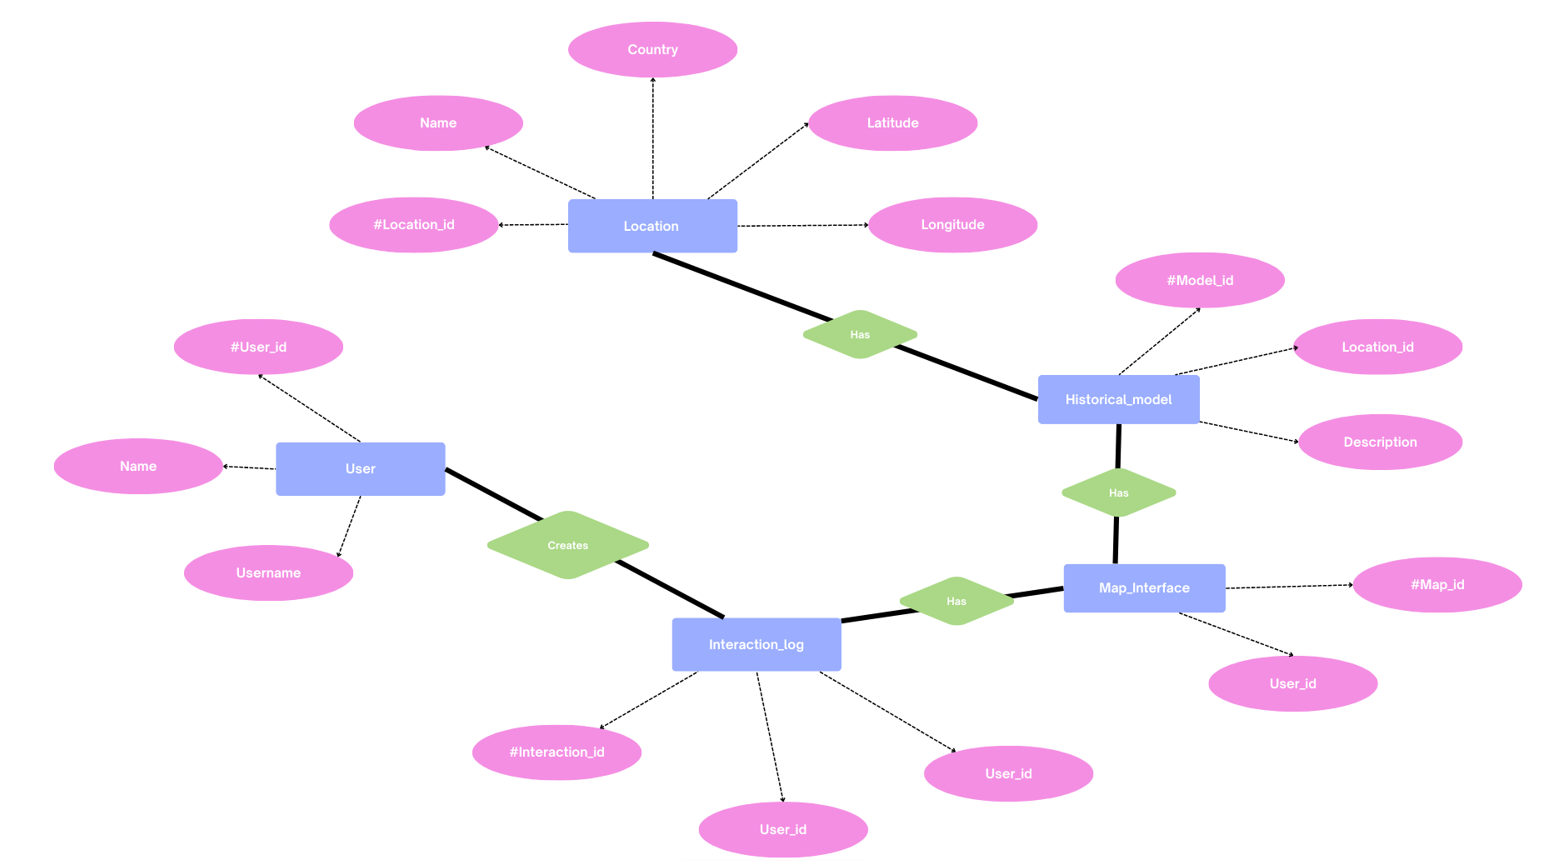 Country
Name
Latitude
#Location_id
Location
Longitude
#Model_id
Has
#User_id
Location_id
Historical_model
Description
Name
User
Has
Creates
Username
Map_Interface
#Map_id
Has
Interaction_log
User_id
#Interaction_id
User_id
User_id